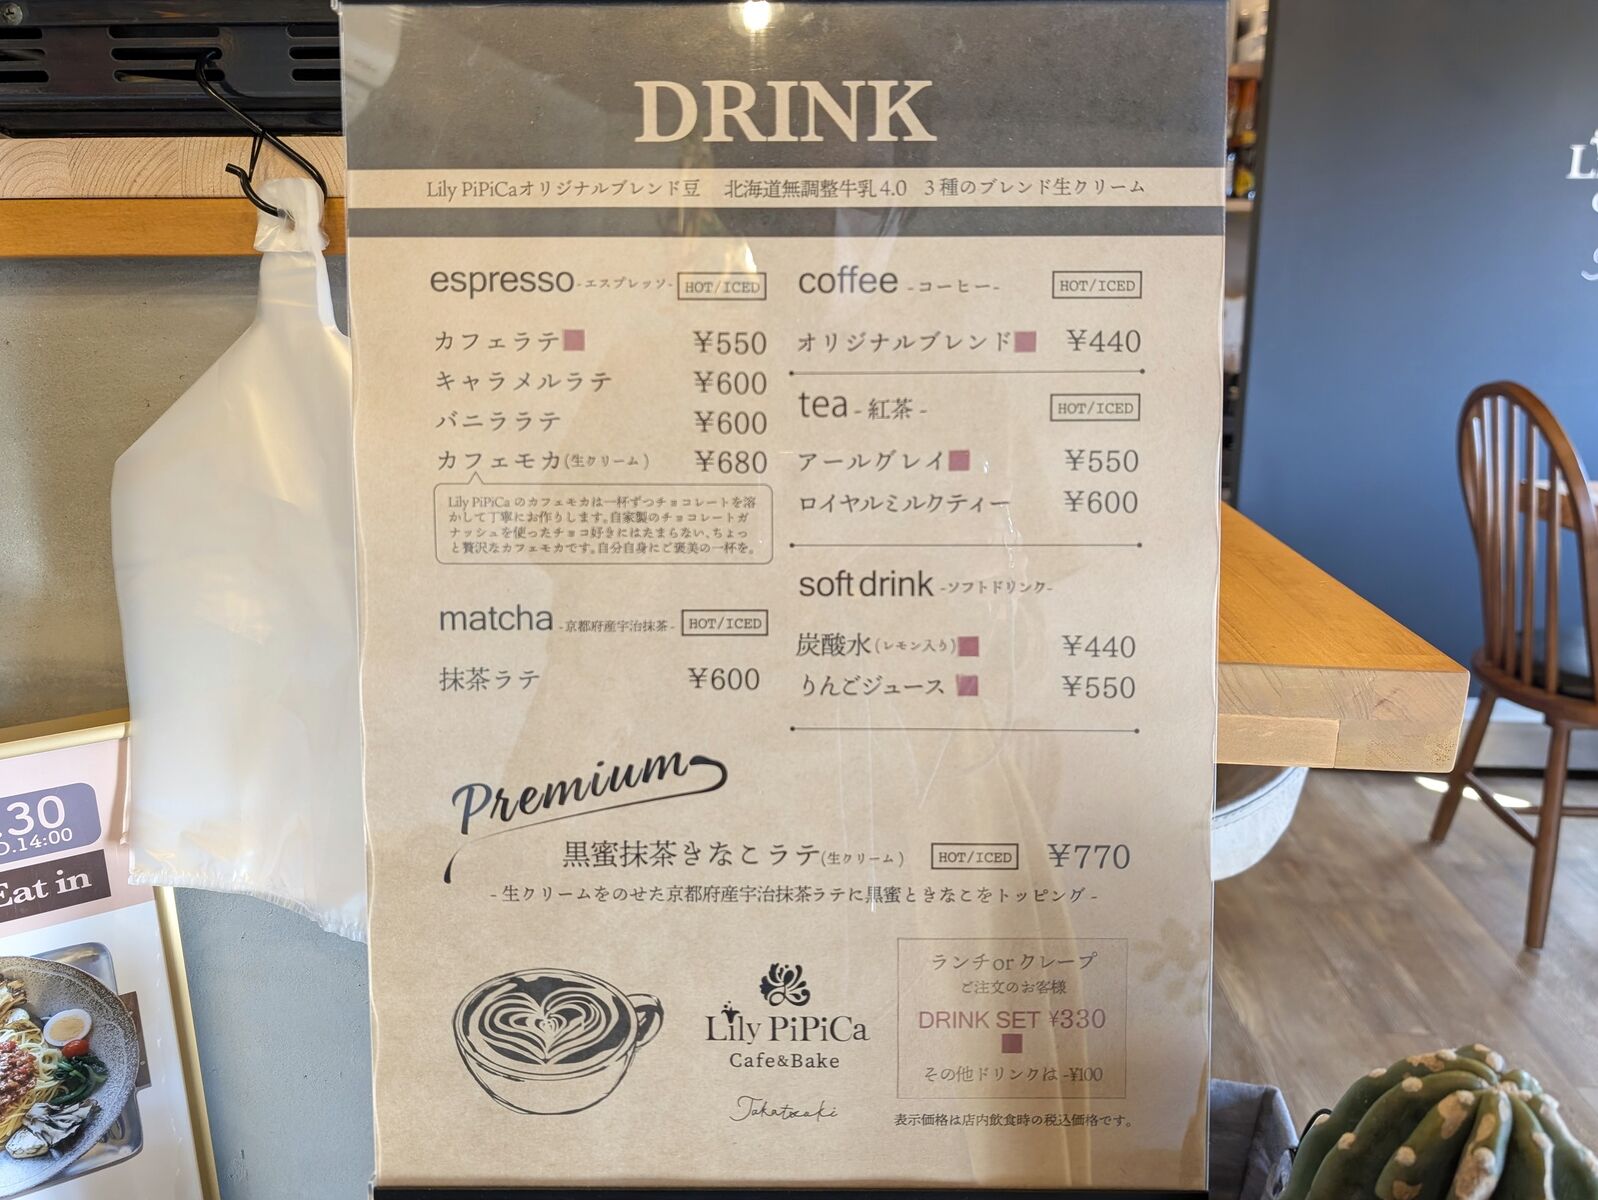 DRINK
Lily PiPiCaオリジナルブレンド豆 北海道無調整牛乳4.0 3種のブレンド生クリーム
espresso -エスプレッソ- HOT/ICED
カフェラテ ¥550
キャラメルラテ ¥600
バニララテ ¥600
カフェモカ(生クリーム) ¥680
Lily PiPiCa のカフェモカは一杯ずつチョコレートを溶
かして丁寧にお作りします。自家製のチョコレートガ
ナッシュを使ったチョコ好きにはたまらない、ちょっ
と贅沢なカフェモカです。自分自身にご褒美の一杯を。
matcha -京都府産宇治抹茶- HOT/ICED
抹茶ラテ ¥600
coffee -コーヒー- HOT/ICED
オリジナルブレンド ¥440
tea -紅茶- HOT/ICED
アールグレイ ¥550
ロイヤルミルクティー ¥600
soft drink -ソフトドリンク-
炭酸水(レモン入り) ¥440
りんごジュース ¥550
Premium
黒蜜抹茶きなこラテ(生クリーム) HOT/ICED ¥770
-生クリームをのせた京都府産宇治抹茶ラテに黒蜜ときなこをトッピング-
Lily PiPiCa
Cafe&Bake
Takatsuki
ランチorクレープ
ご注文のお客様
DRINK SET ¥330
その他ドリンクは -¥100
表示価格は店内飲食時の税込価格です。
.30
.14:00
Eat in